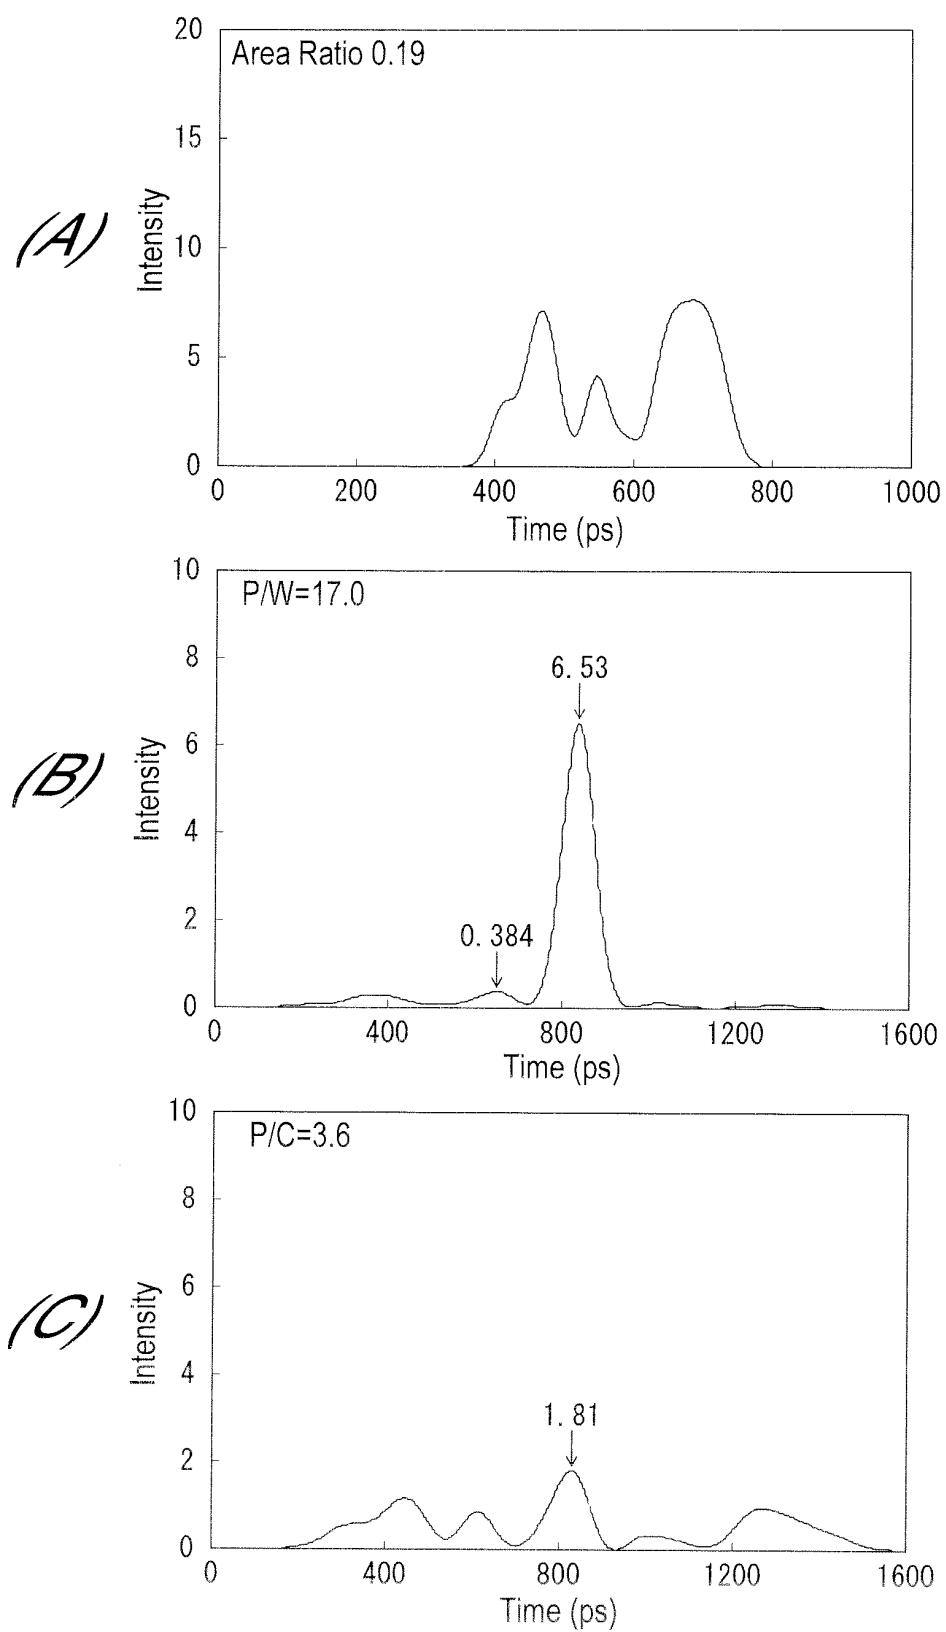 20
Area Ratio 0.19
15
(A)
Intensity
10
5
0
0 200 400 600 800 1000
Time (ps)
10
P/W=17.0
8
6.53
(B)
Intensity
6
4
2
0.384
0
0 400 800 1200 1600
Time (ps)
10
P/C=3.6
8
6
(C)
Intensity
4
1.81
2
0
0 400 800 1200 1600
Time (ps)